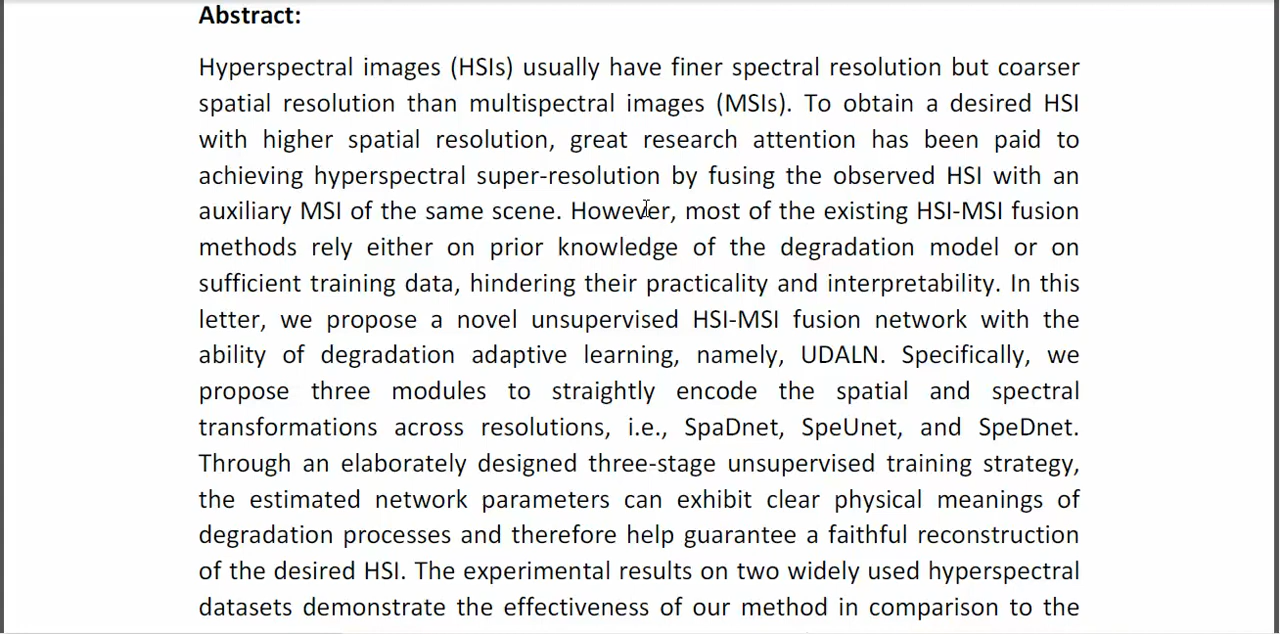 Abstract:
Hyperspectral images (HSIs) usually have finer spectral resolution but coarser
spatial resolution than multispectral images (MSIs). To obtain a desired HSI
with higher spatial resolution, great research attention has been paid to
achieving hyperspectral super-resolution by fusing the observed HSI with an
auxiliary MSI of the same scene. However, most of the existing HSI-MSI fusion
methods rely either on prior knowledge of the degradation model or on
sufficient training data, hindering their practicality and interpretability. In this
letter, we propose a novel unsupervised HSI-MSI fusion network with the
ability of degradation adaptive learning, namely, UDALN. Specifically, we
propose three modules to straightly encode the spatial and spectral
transformations across resolutions, i.e., SpaDnet, SpeUnet, and SpeDnet.
Through an elaborately designed three-stage unsupervised training strategy,
the estimated network parameters can exhibit clear physical meanings of
degradation processes and therefore help guarantee a faithful reconstruction
of the desired HSI. The experimental results on two widely used hyperspectral
datasets demonstrate the effectiveness of our method in comparison to the